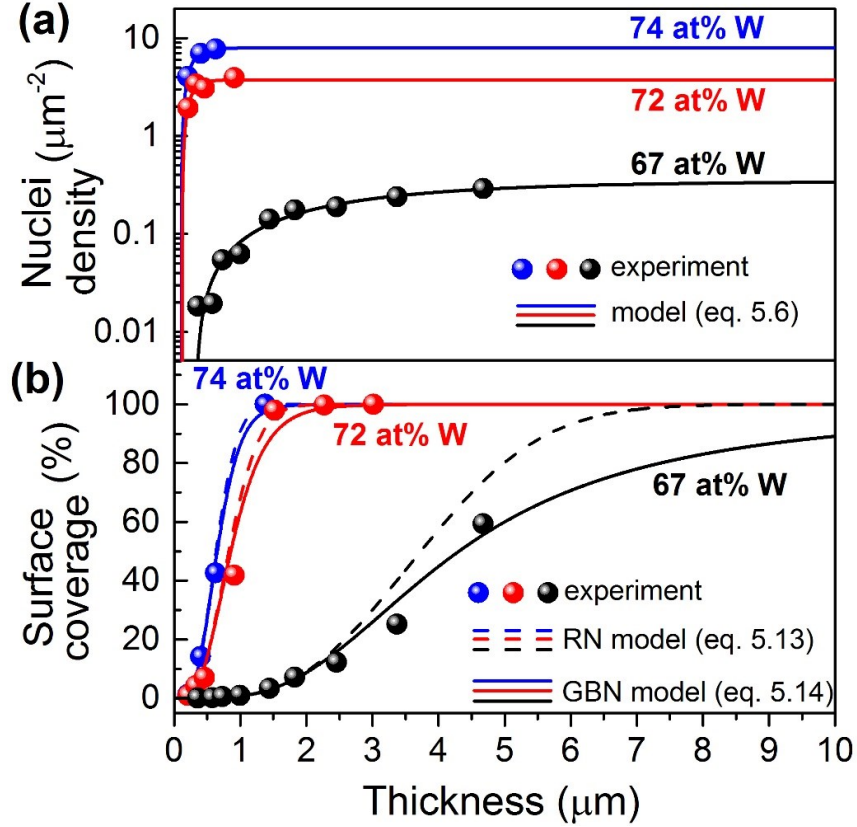 (a)
10
1
0.1
0.01
Nuclei (μm⁻²)
density
74 at% W
72 at% W
67 at% W
experiment
model (eq. 5.6)
(b)
100
80
60
40
20
0
Surface (%)
coverage
74 at% W
72 at% W
67 at% W
experiment
RN model (eq. 5.13)
GBN model (eq. 5.14)
0 1 2 3 4 5 6 7 8 9 10
Thickness (μm)